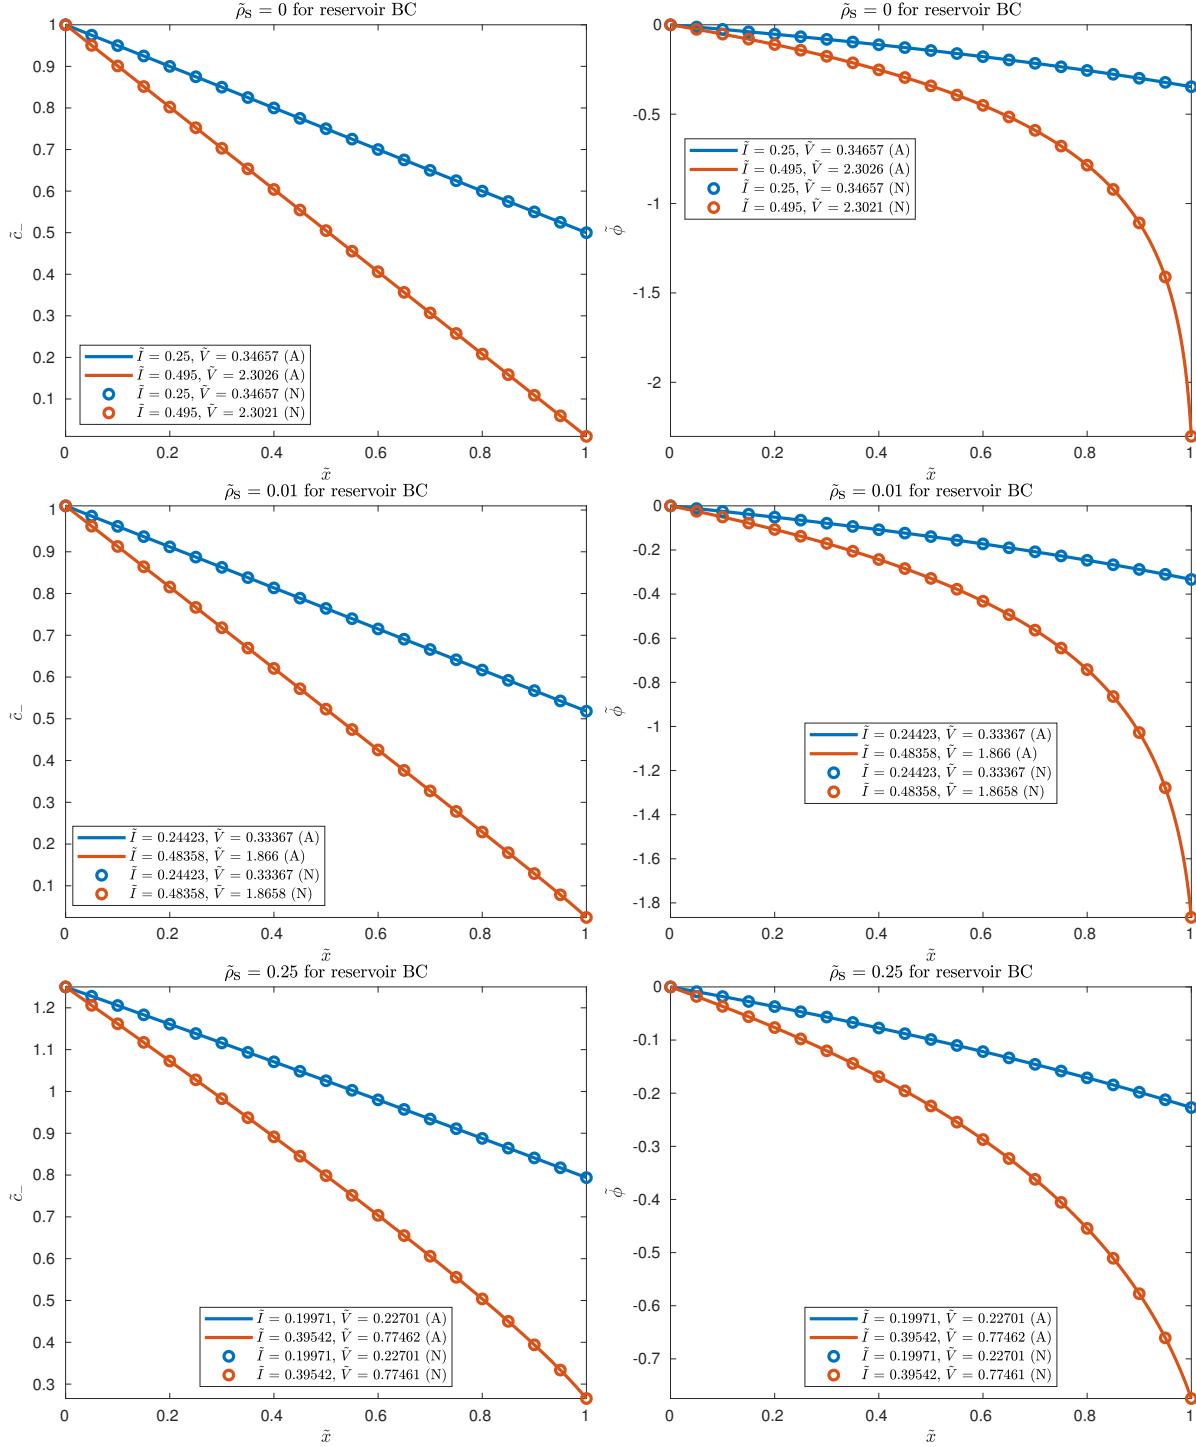 ρ̃s = 0 for reservoir BC
1
0.9
0.8
0.7
0.6
0.5
0.4
0.3
0.2
0.1
c̃₋
Ĩ = 0.25, Ṽ = 0.34657 (A)
Ĩ = 0.495, Ṽ = 2.3026 (A)
Ĩ = 0.25, Ṽ = 0.34657 (N)
Ĩ = 0.495, Ṽ = 2.3021 (N)
0 0.2 0.4 0.6 0.8 1
x̃
ρ̃s = 0 for reservoir BC
0
-0.5
-1
-1.5
-2
ϕ̃
Ĩ = 0.25, Ṽ = 0.34657 (A)
Ĩ = 0.495, Ṽ = 2.3026 (A)
Ĩ = 0.25, Ṽ = 0.34657 (N)
Ĩ = 0.495, Ṽ = 2.3021 (N)
0 0.2 0.4 0.6 0.8 1
x̃
ρ̃s = 0.01 for reservoir BC
1
0.9
0.8
0.7
0.6
0.5
0.4
0.3
0.2
0.1
c̃₋
Ĩ = 0.24423, Ṽ = 0.33367 (A)
Ĩ = 0.48358, Ṽ = 1.866 (A)
Ĩ = 0.24423, Ṽ = 0.33367 (N)
Ĩ = 0.48358, Ṽ = 1.8658 (N)
0 0.2 0.4 0.6 0.8 1
x̃
ρ̃s = 0.01 for reservoir BC
0
-0.2
-0.4
-0.6
-0.8
-1
-1.2
-1.4
-1.6
-1.8
ϕ̃
Ĩ = 0.24423, Ṽ = 0.33367 (A)
Ĩ = 0.48358, Ṽ = 1.866 (A)
Ĩ = 0.24423, Ṽ = 0.33367 (N)
Ĩ = 0.48358, Ṽ = 1.8658 (N)
0 0.2 0.4 0.6 0.8 1
x̃
ρ̃s = 0.25 for reservoir BC
1.2
1.1
1
0.9
0.8
0.7
0.6
0.5
0.4
0.3
c̃₋
Ĩ = 0.19971, Ṽ = 0.22701 (A)
Ĩ = 0.39542, Ṽ = 0.77462 (A)
Ĩ = 0.19971, Ṽ = 0.22701 (N)
Ĩ = 0.39542, Ṽ = 0.77461 (N)
0 0.2 0.4 0.6 0.8 1
x̃
ρ̃s = 0.25 for reservoir BC
0
-0.1
-0.2
-0.3
-0.4
-0.5
-0.6
-0.7
ϕ̃
Ĩ = 0.19971, Ṽ = 0.22701 (A)
Ĩ = 0.39542, Ṽ = 0.77462 (A)
Ĩ = 0.19971, Ṽ = 0.22701 (N)
Ĩ = 0.39542, Ṽ = 0.77461 (N)
0 0.2 0.4 0.6 0.8 1
x̃